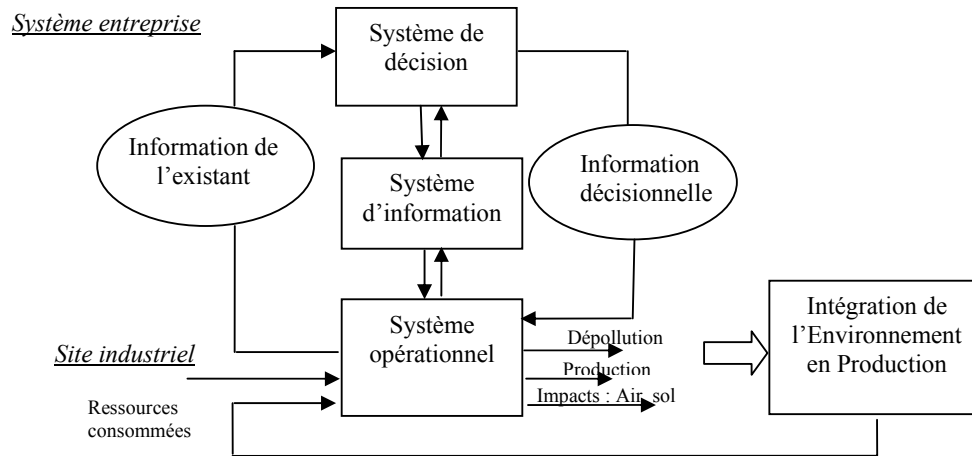 Système entreprise
Système de
décision
Information de
l’existant
Information
décisionnelle
Système
d’information
Système
opérationnel
Site industriel
Ressources
consommées
Dépollution
Production
Impacts : Air sol
Intégration de
l’Environnement
en Production